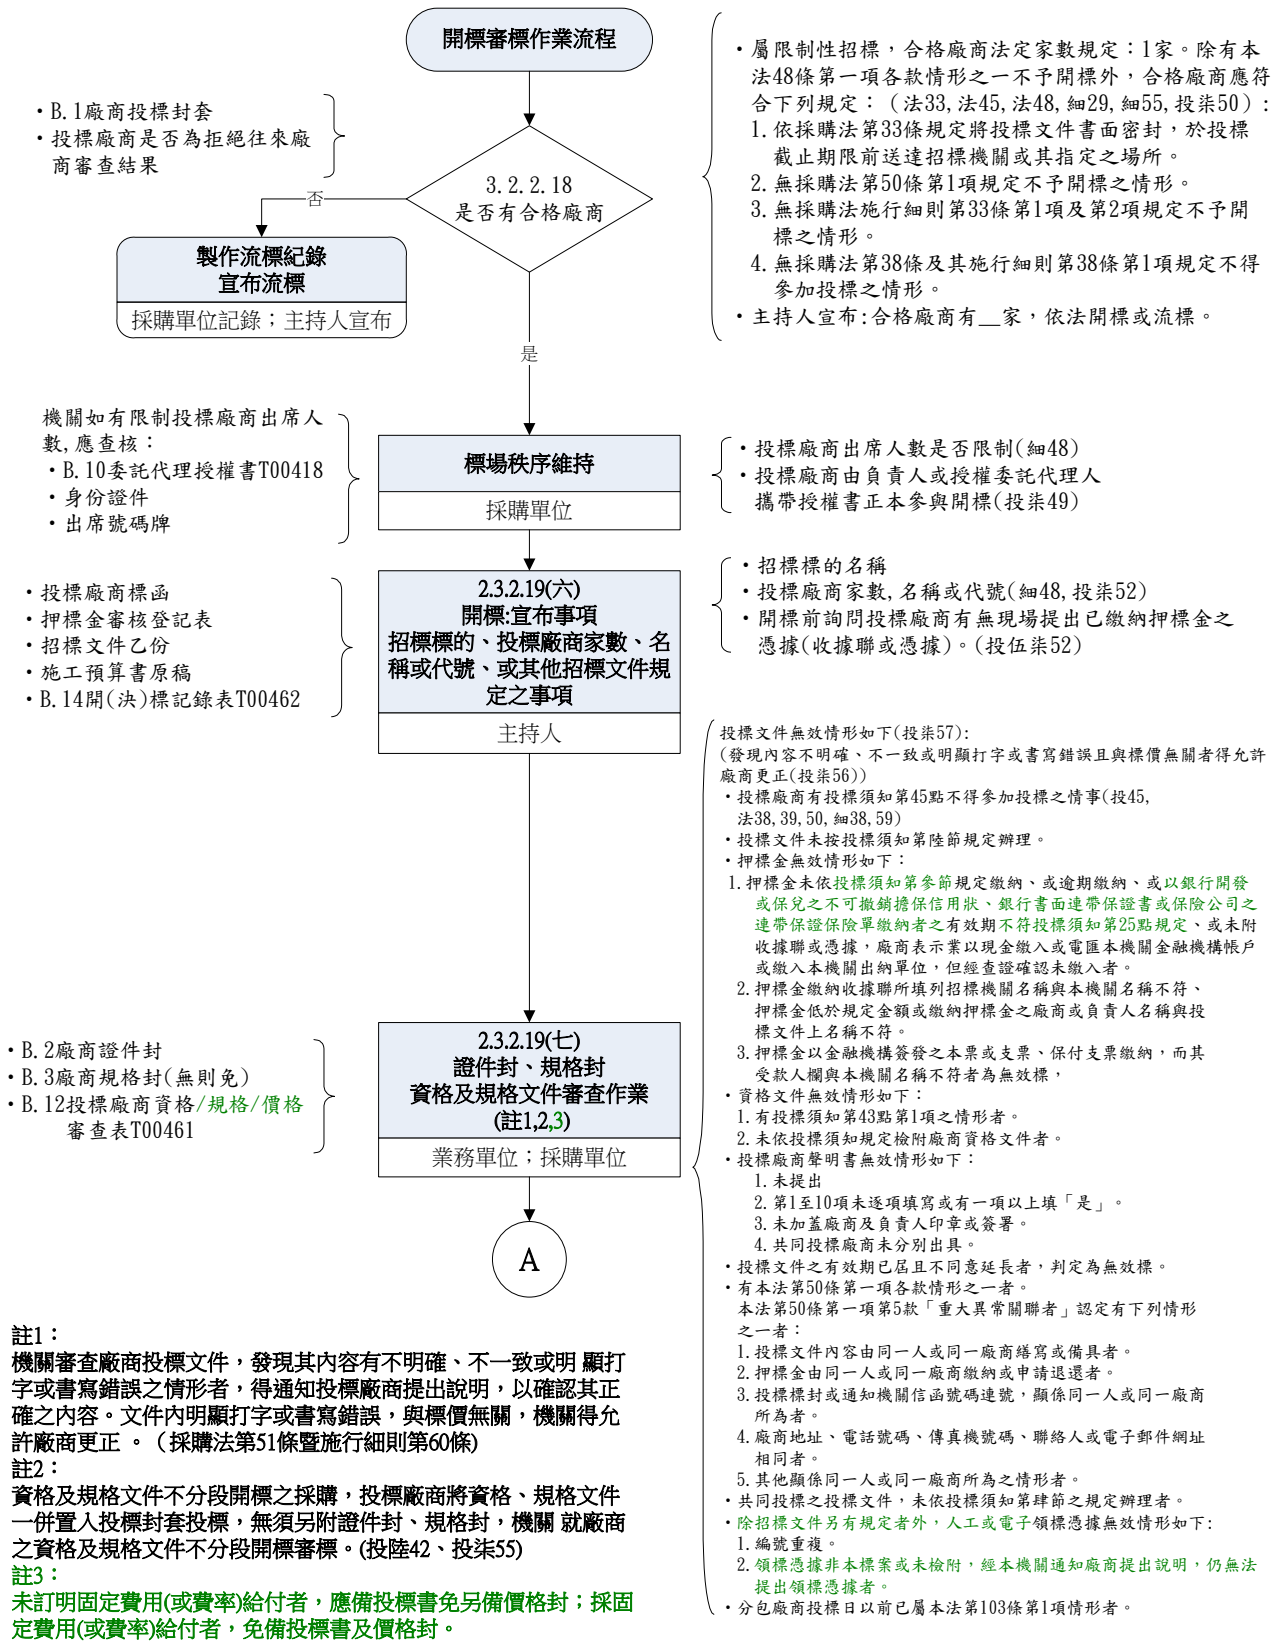 開標審標作業流程
・B.1廠商投標封套
・投標廠商是否為拒絕往來廠
商審查結果
3.2.2.18
是否有合格廠商
否
製作流標紀錄
宣布流標
採購單位記錄；主持人宣布
是
・屬限制性招標，合格廠商法定家數規定：1家。除有本
法48條第一項各款情形之一不予開標外，合格廠商應符
合下列規定：（法33,法45,法48,細29,細55,投柒50）:
1.依採購法第33條規定將投標文件書面密封，於投標
截止期限前送達招標機關或其指定之場所。
2.無採購法第50條第1項規定不予開標之情形。
3.無採購法施行細則第33條第1項及第2項規定不予開
標之情形。
4.無採購法第38條及其施行細則第38條第1項規定不得
參加投標之情形。
・主持人宣布:合格廠商有__家，依法開標或流標。
機關如有限制投標廠商出席人
數,應查核：
・B.10委託代理授權書T00418
・身份證件
・出席號碼牌
標場秩序維持
採購單位
・投標廠商出席人數是否限制(細48)
・投標廠商由負責人或授權委託代理人
攜帶授權書正本參與開標(投柒49)
・投標廠商標函
・押標金審核登記表
・招標文件乙份
・施工預算書原稿
・B.14開(決)標記錄表T00462
2.3.2.19(六)
開標:宣布事項
招標標的、投標廠商家數、名
稱或代號、或其他招標文件規
定之事項
主持人
・招標標的名稱
・投標廠商家數,名稱或代號(細48,投柒52)
・開標前詢問投標廠商有無現場提出已繳納押標金之
憑據(收據聯或憑據)。(投伍柒52)
・B.2廠商證件封
・B.3廠商規格封(無則免)
・B.12投標廠商資格/規格/價格
審查表T00461
2.3.2.19(七)
證件封、規格封
資格及規格文件審查作業
(註1,2,3)
業務單位；採購單位
A
投標文件無效情形如下(投柒57):
(發現內容不明確、不一致或明顯打字或書寫錯誤且與標價無關者得允許
廠商更正(投柒56))
・投標廠商有投標須知第45點不得參加投標之情事(投45,
法38,39,50,細38,59)
・投標文件未按投標須知第陸節規定辦理。
・押標金無效情形如下：
1.押標金未依投標須知第參節規定繳納、或逾期繳納、或以銀行開發
或保兌之不可撤銷擔保信用狀、銀行書面連帶保證書或保險公司之
連帶保證保險單繳納者之有效期不符投標須知第25點規定、或未附
收據聯或憑據，廠商表示業以現金繳入或電匯本機關金融機構帳戶
或繳入本機關出納單位，但經查證確認未繳入者。
2.押標金繳納收據聯所填列招標機關名稱與本機關名稱不符、
押標金低於規定金額或繳納押標金之廠商或負責人名稱與投
標文件上名稱不符。
3.押標金以金融機構簽發之本票或支票、保付支票繳納，而其
受款人欄與本機關名稱不符者為無效標，
・資格文件無效情形如下：
1.有投標須知第43點第1項之情形者。
2.未依投標須知規定檢附廠商資格文件者。
・投標廠商聲明書無效情形如下：
1.未提出
2.第1至10項未逐項填寫或有一項以上填「是」。
3.未加蓋廠商及負責人印章或簽署。
4.共同投標廠商未分別出具。
・投標文件之有效期已屆且不同意延長者，判定為無效標。
・有本法第50條第一項各款情形之一者。
本法第50條第一項第5款「重大異常關聯者」認定有下列情形
之一者：
1.投標文件內容由同一人或同一廠商繕寫或備具者。
2.押標金由同一人或同一廠商繳納或申請退還者。
3.投標標封或通知機關信函號碼連號，顯係同一人或同一廠商
所為者。
4.廠商地址、電話號碼、傳真機號碼、聯絡人或電子郵件網址
相同者。
5.其他顯係同一人或同一廠商所為之情形者。
・共同投標之投標文件，未依投標須知第肆節之規定辦理者。
・除招標文件另有規定者外，人工或電子領標憑據無效情形如下:
1.編號重複。
2.領標憑據非本標案或未檢附，經本機關通知廠商提出說明，仍無法
提出領標憑據者。
・分包廠商投標日以前已屬本法第103條第1項情形者。
註1：
機關審查廠商投標文件，發現其內容有不明確、不一致或明 顯打
字或書寫錯誤之情形者，得通知投標廠商提出說明，以確認其正
確之內容。文件內明顯打字或書寫錯誤，與標價無關，機關得允
許廠商更正 。（ 採購法第51條暨施行細則第60條)
註2：
資格及規格文件不分段開標之採購，投標廠商將資格、規格文件
一併置入投標封套投標，無須另附證件封、規格封，機關 就廠商
之資格及規格文件不分段開標審標。(投陸42、投柒55)
註3：
未訂明固定費用(或費率)給付者，應備投標書免另備價格封；採固
定費用(或費率)給付者，免備投標書及價格封。